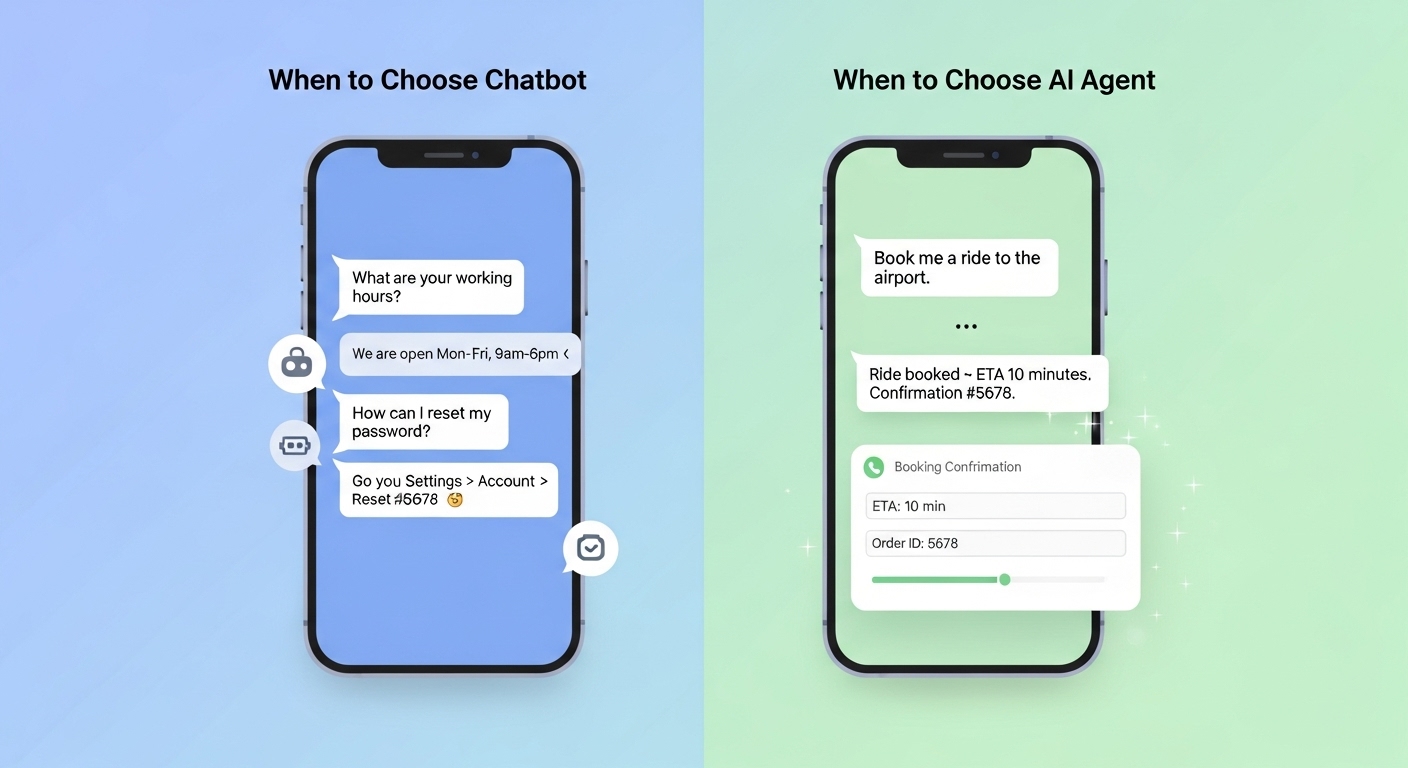 When to Choose Chatbot
What are your working
hours?
We are open Mon-Fri, 9am-6pm
How can I reset my
password?
Go you Settings > Account >
Reset #5678
When to Choose AI Agent
Book me a ride to the
airport.
...
Ride booked ~ ETA 10 minutes.
Confirmation #5678.
Booking Confrimation
ETA: 10 min
Order ID: 5678